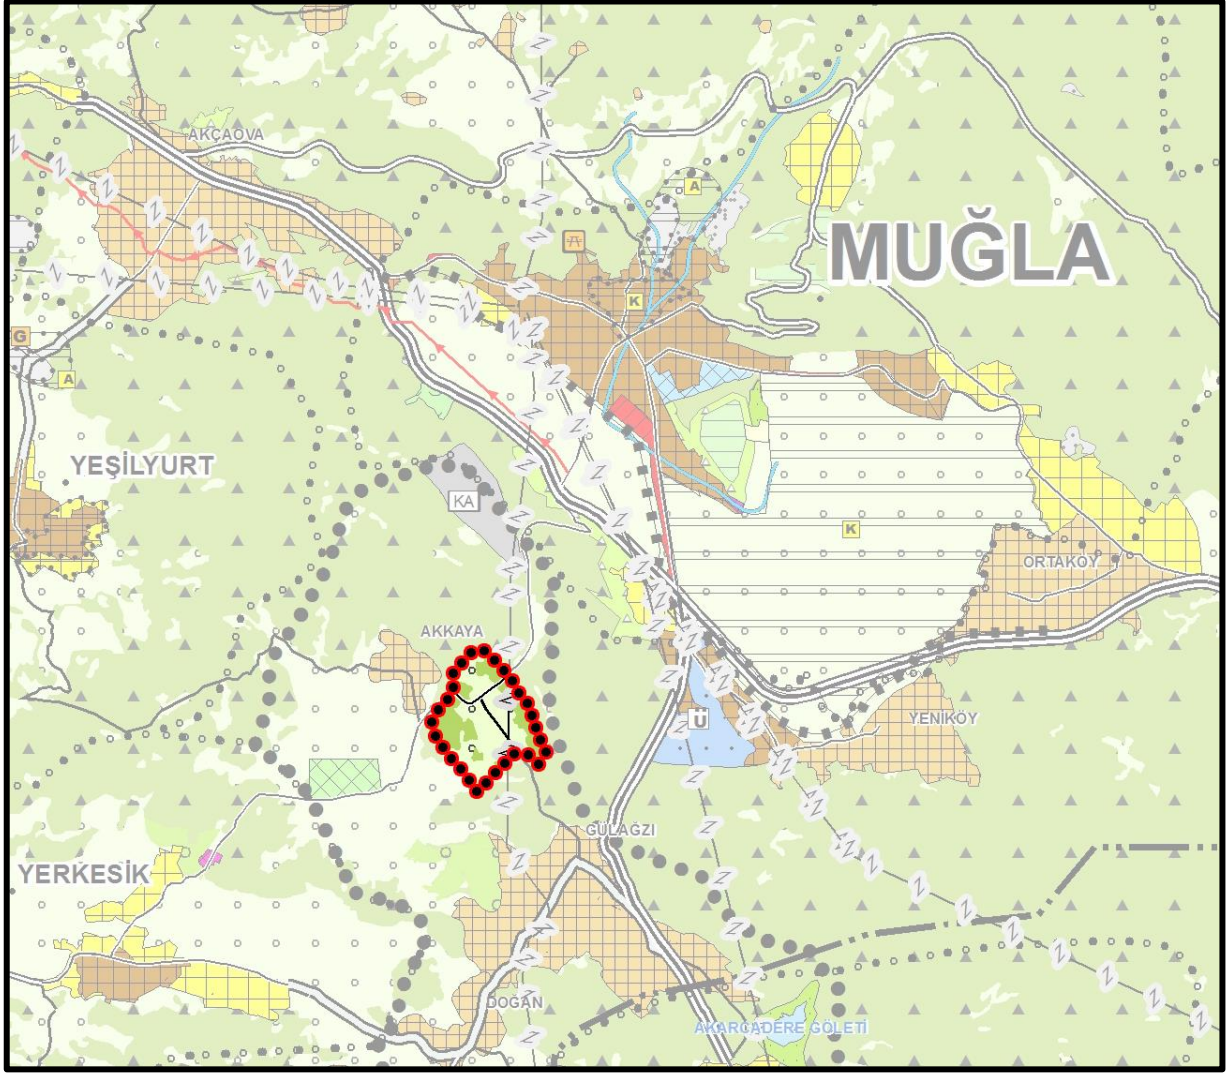 AKÇAOVA
A
MUĞLA
K
G
A
YEŞİLYURT
KA
K
ORTAKÖY
AKKAYA
Ü
YENİKÖY
GÜLAĞZI
YERKESİK
DOĞAN
AKARCADERE GÖLETİ